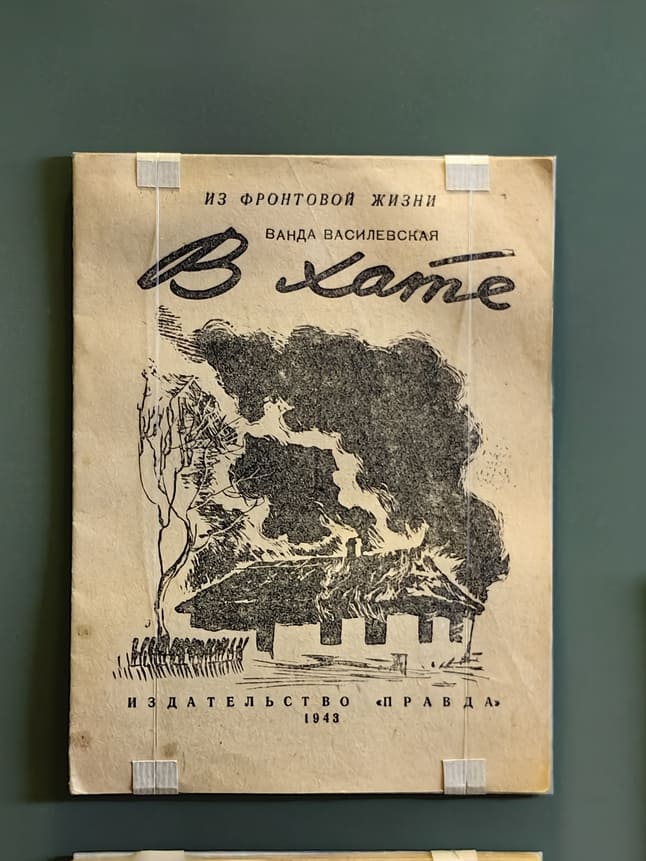 ИЗ ФРОНТОВОЙ ЖИЗНИ
ВАНДА ВАСИЛЕВСКАЯ
В хате
ИЗДАТЕЛЬСТВО «ПРАВДА»
1943